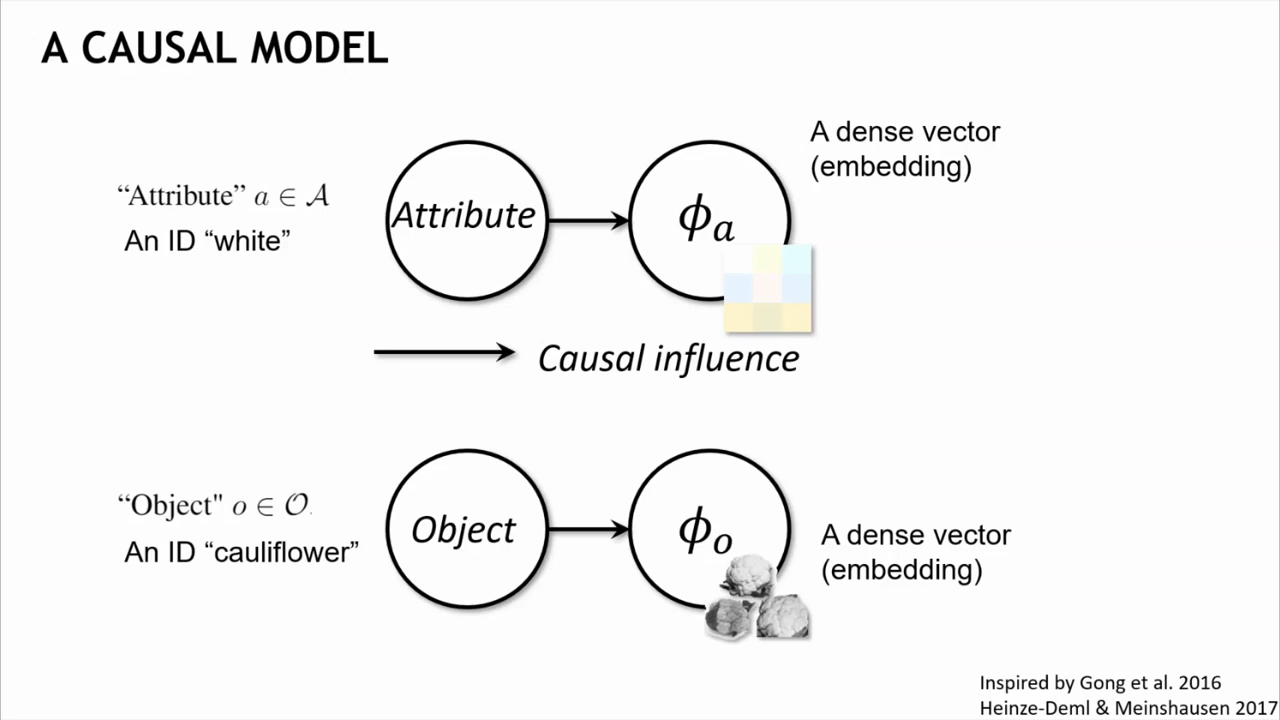 A CAUSAL MODEL
A dense vector
(embedding)
“Attribute” a ∈ 𝒜
An ID “white”
Attribute
ϕₐ
Causal influence
“Object" o ∈ 𝒪.
An ID “cauliflower”
Object
ϕₒ
A dense vector
(embedding)
Inspired by Gong et al. 2016
Heinze-Deml & Meinshausen 2017